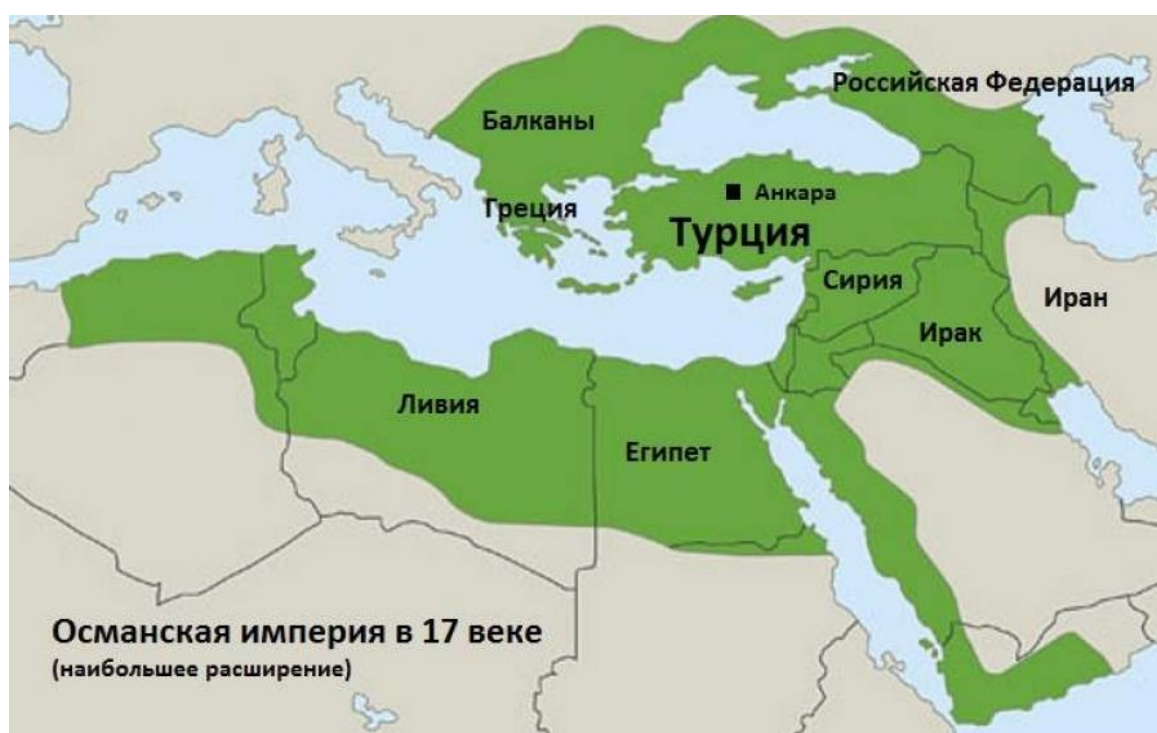 Российская Федерация
Балканы
Анкара
Греция
Турция
Сирия
Иран
Ирак
Ливия
Египет
Османская империя в 17 веке
(наибольшее расширение)